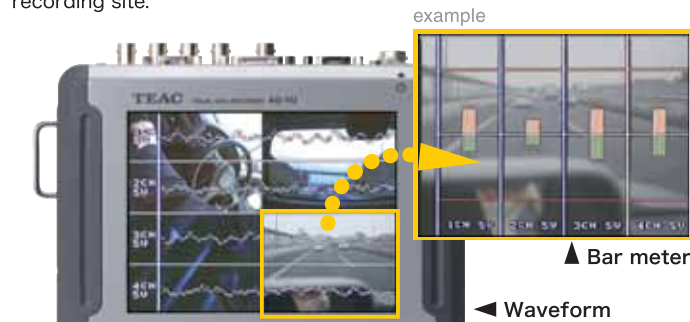 recording site.
example
TEAC
2CH
5V
3CH
5V
4CH
5V
1CH 5V 2CH 5V 3CH 5V 4CH 5V
Bar meter
Waveform